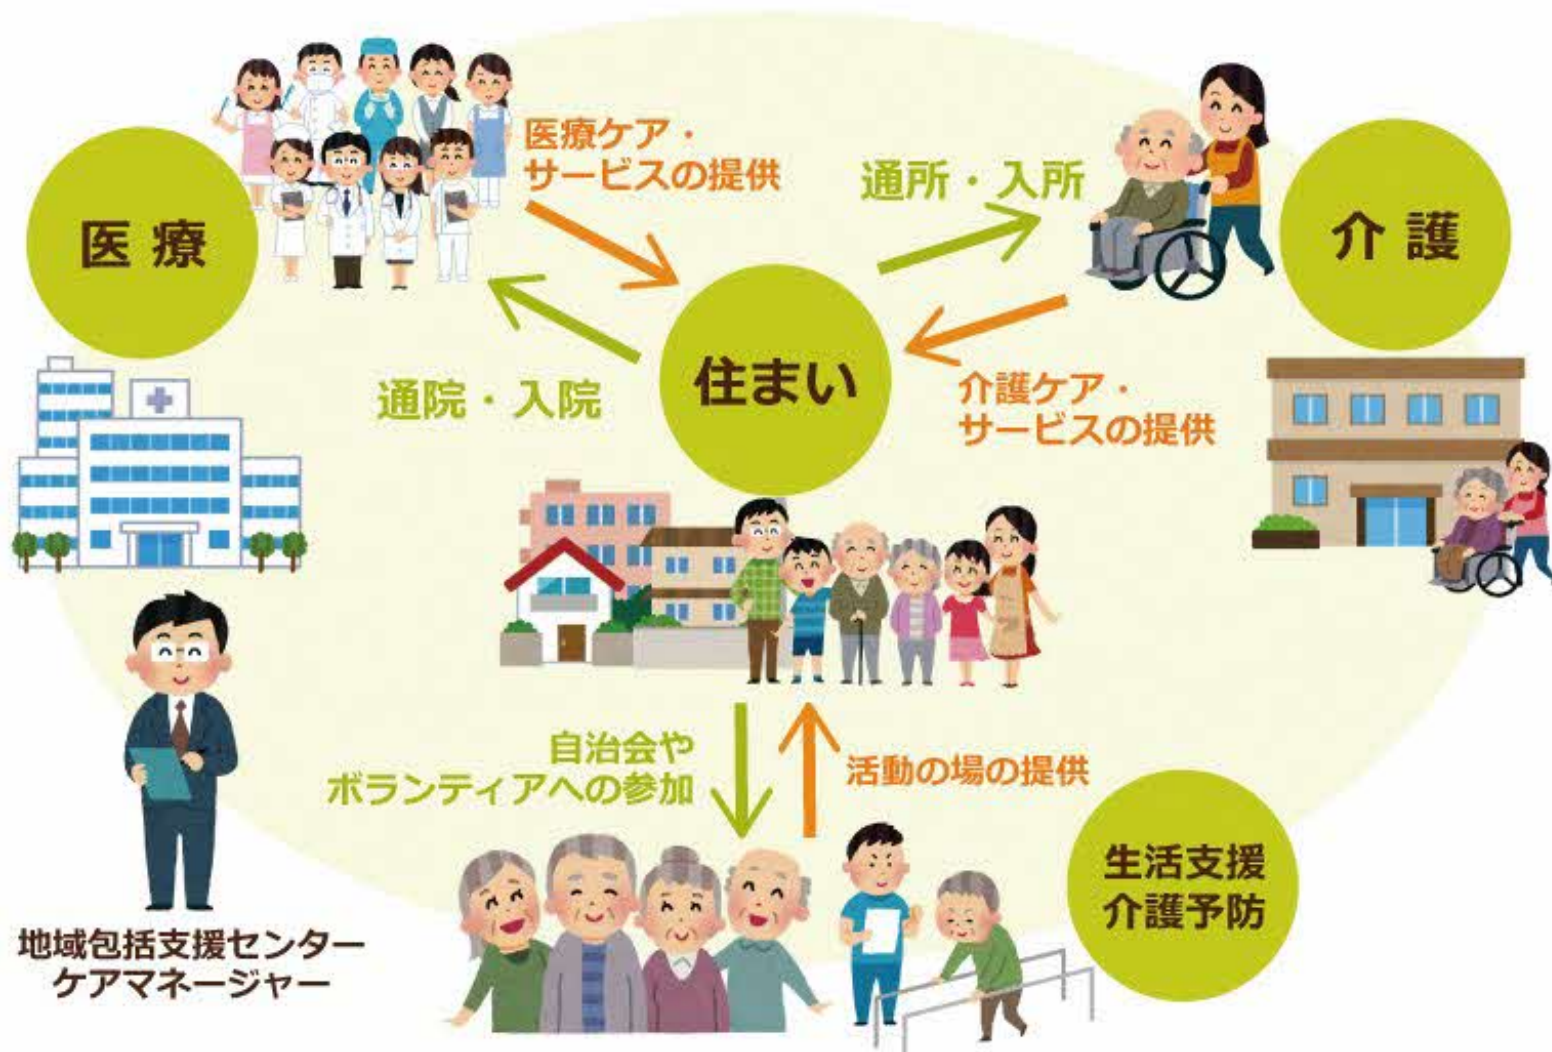 医療ケア・
サービスの提供
通所・入所
医療
介護
住まい
通院・入院
介護ケア・
サービスの提供
自治会や
ボランティアへの参加
活動の場の提供
生活支援
介護予防
地域包括支援センター
ケアマネージャー